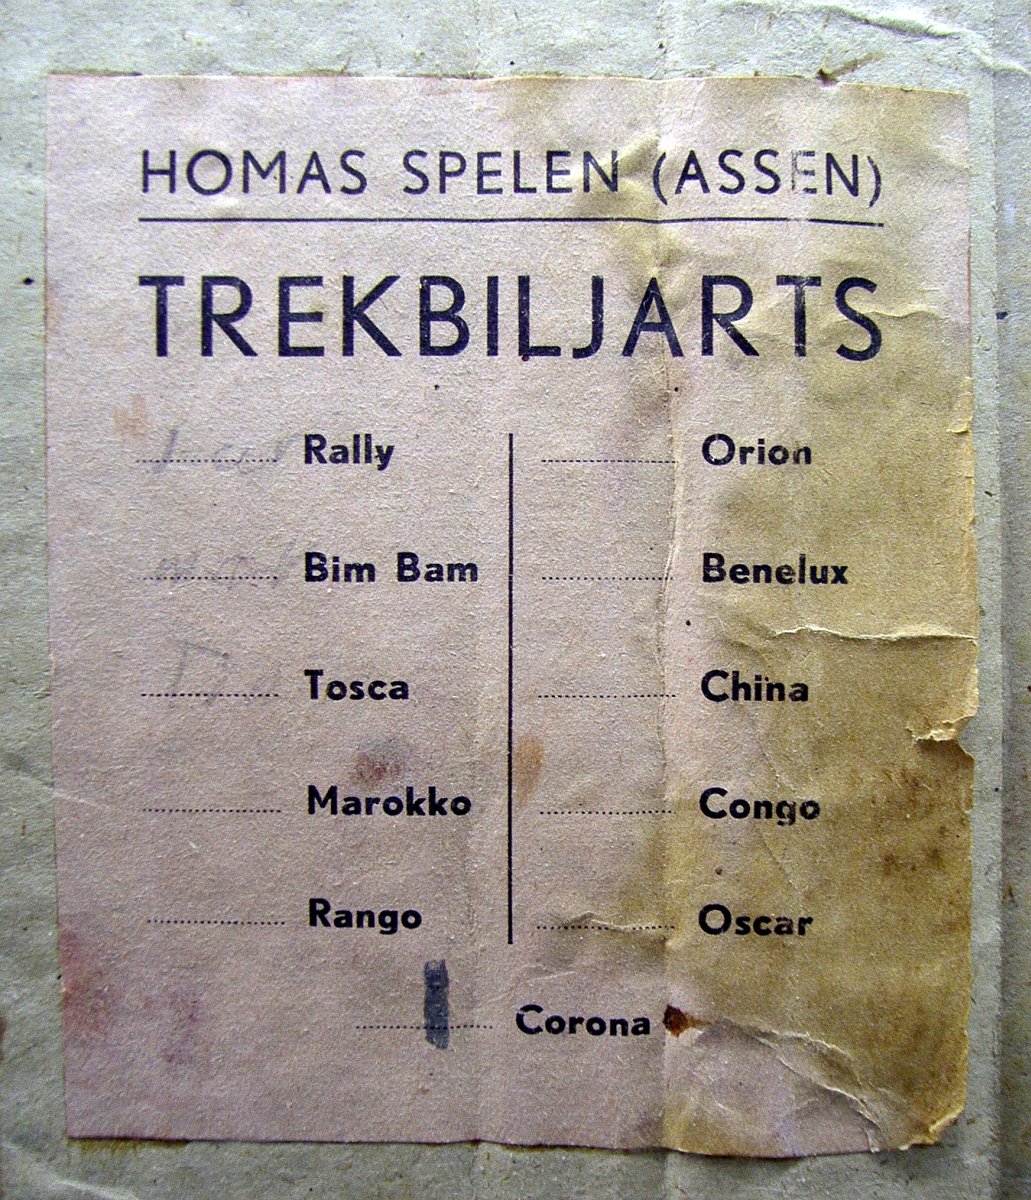 HOMAS SPELEN (ASSEN)
TREKBILJARTS
Rally
Bim Bam
Tosca
Marokko
Rango
Orion
Benelux
China
Congo
Oscar
Corona